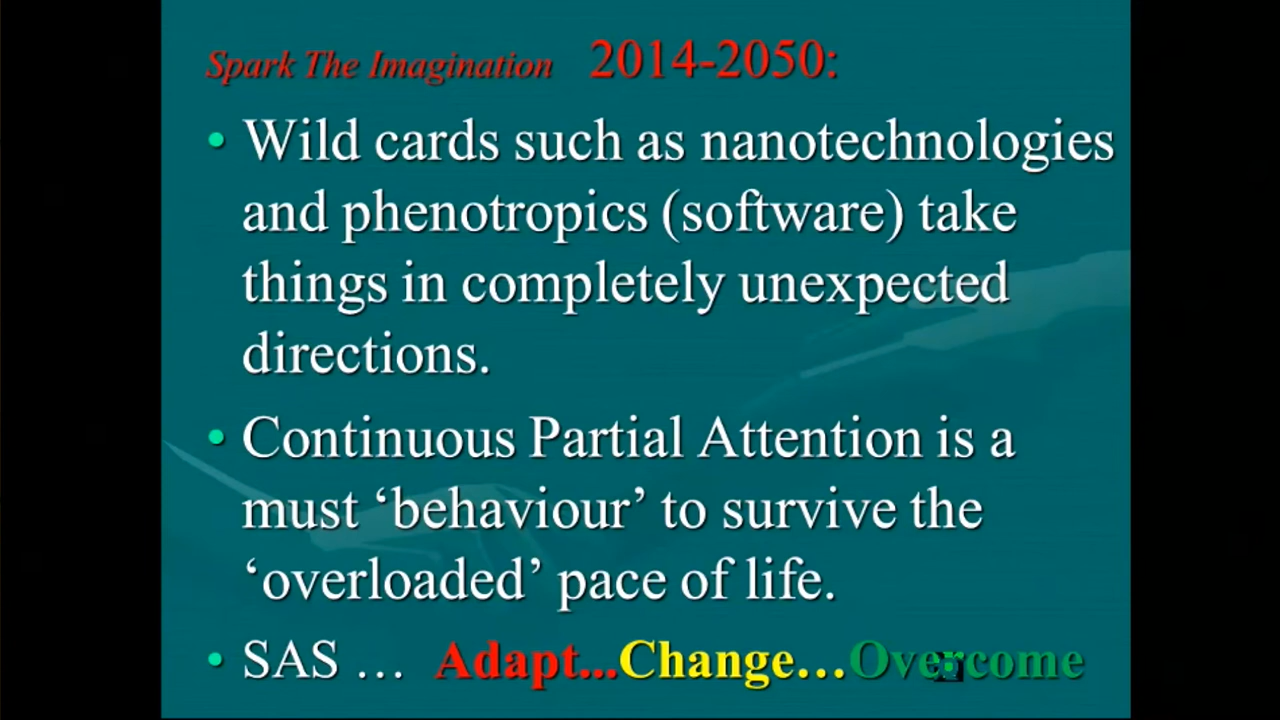 Spark The Imagination 2014-2050:
• Wild cards such as nanotechnologies
and phenotropics (software) take
things in completely unexpected
directions.
• Continuous Partial Attention is a
must ‘behaviour’ to survive the
‘overloaded’ pace of life.
• SAS … Adapt...Change…Overcome